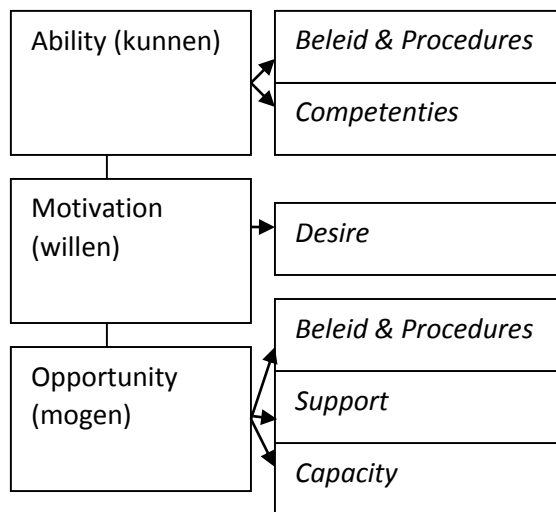 Ability (kunnen)
Beleid & Procedures
Competenties
Motivation
(willen)
Desire
Opportunity
(mogen)
Beleid & Procedures
Support
Capacity